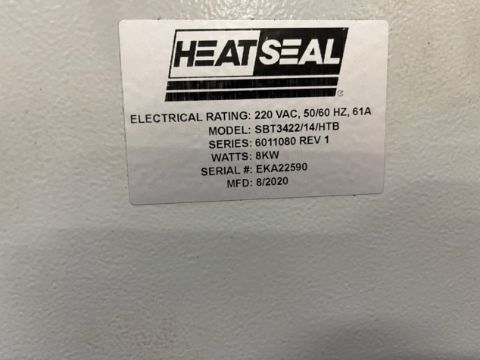 HEATSEAL
ELECTRICAL RATING: 220 VAC, 50/60 HZ, 61A
MODEL: SBT3422/14/HTB
SERIES: 6011080 REV 1
WATTS: 8KW
SERIAL #: EKA22590
MFD: 8/2020